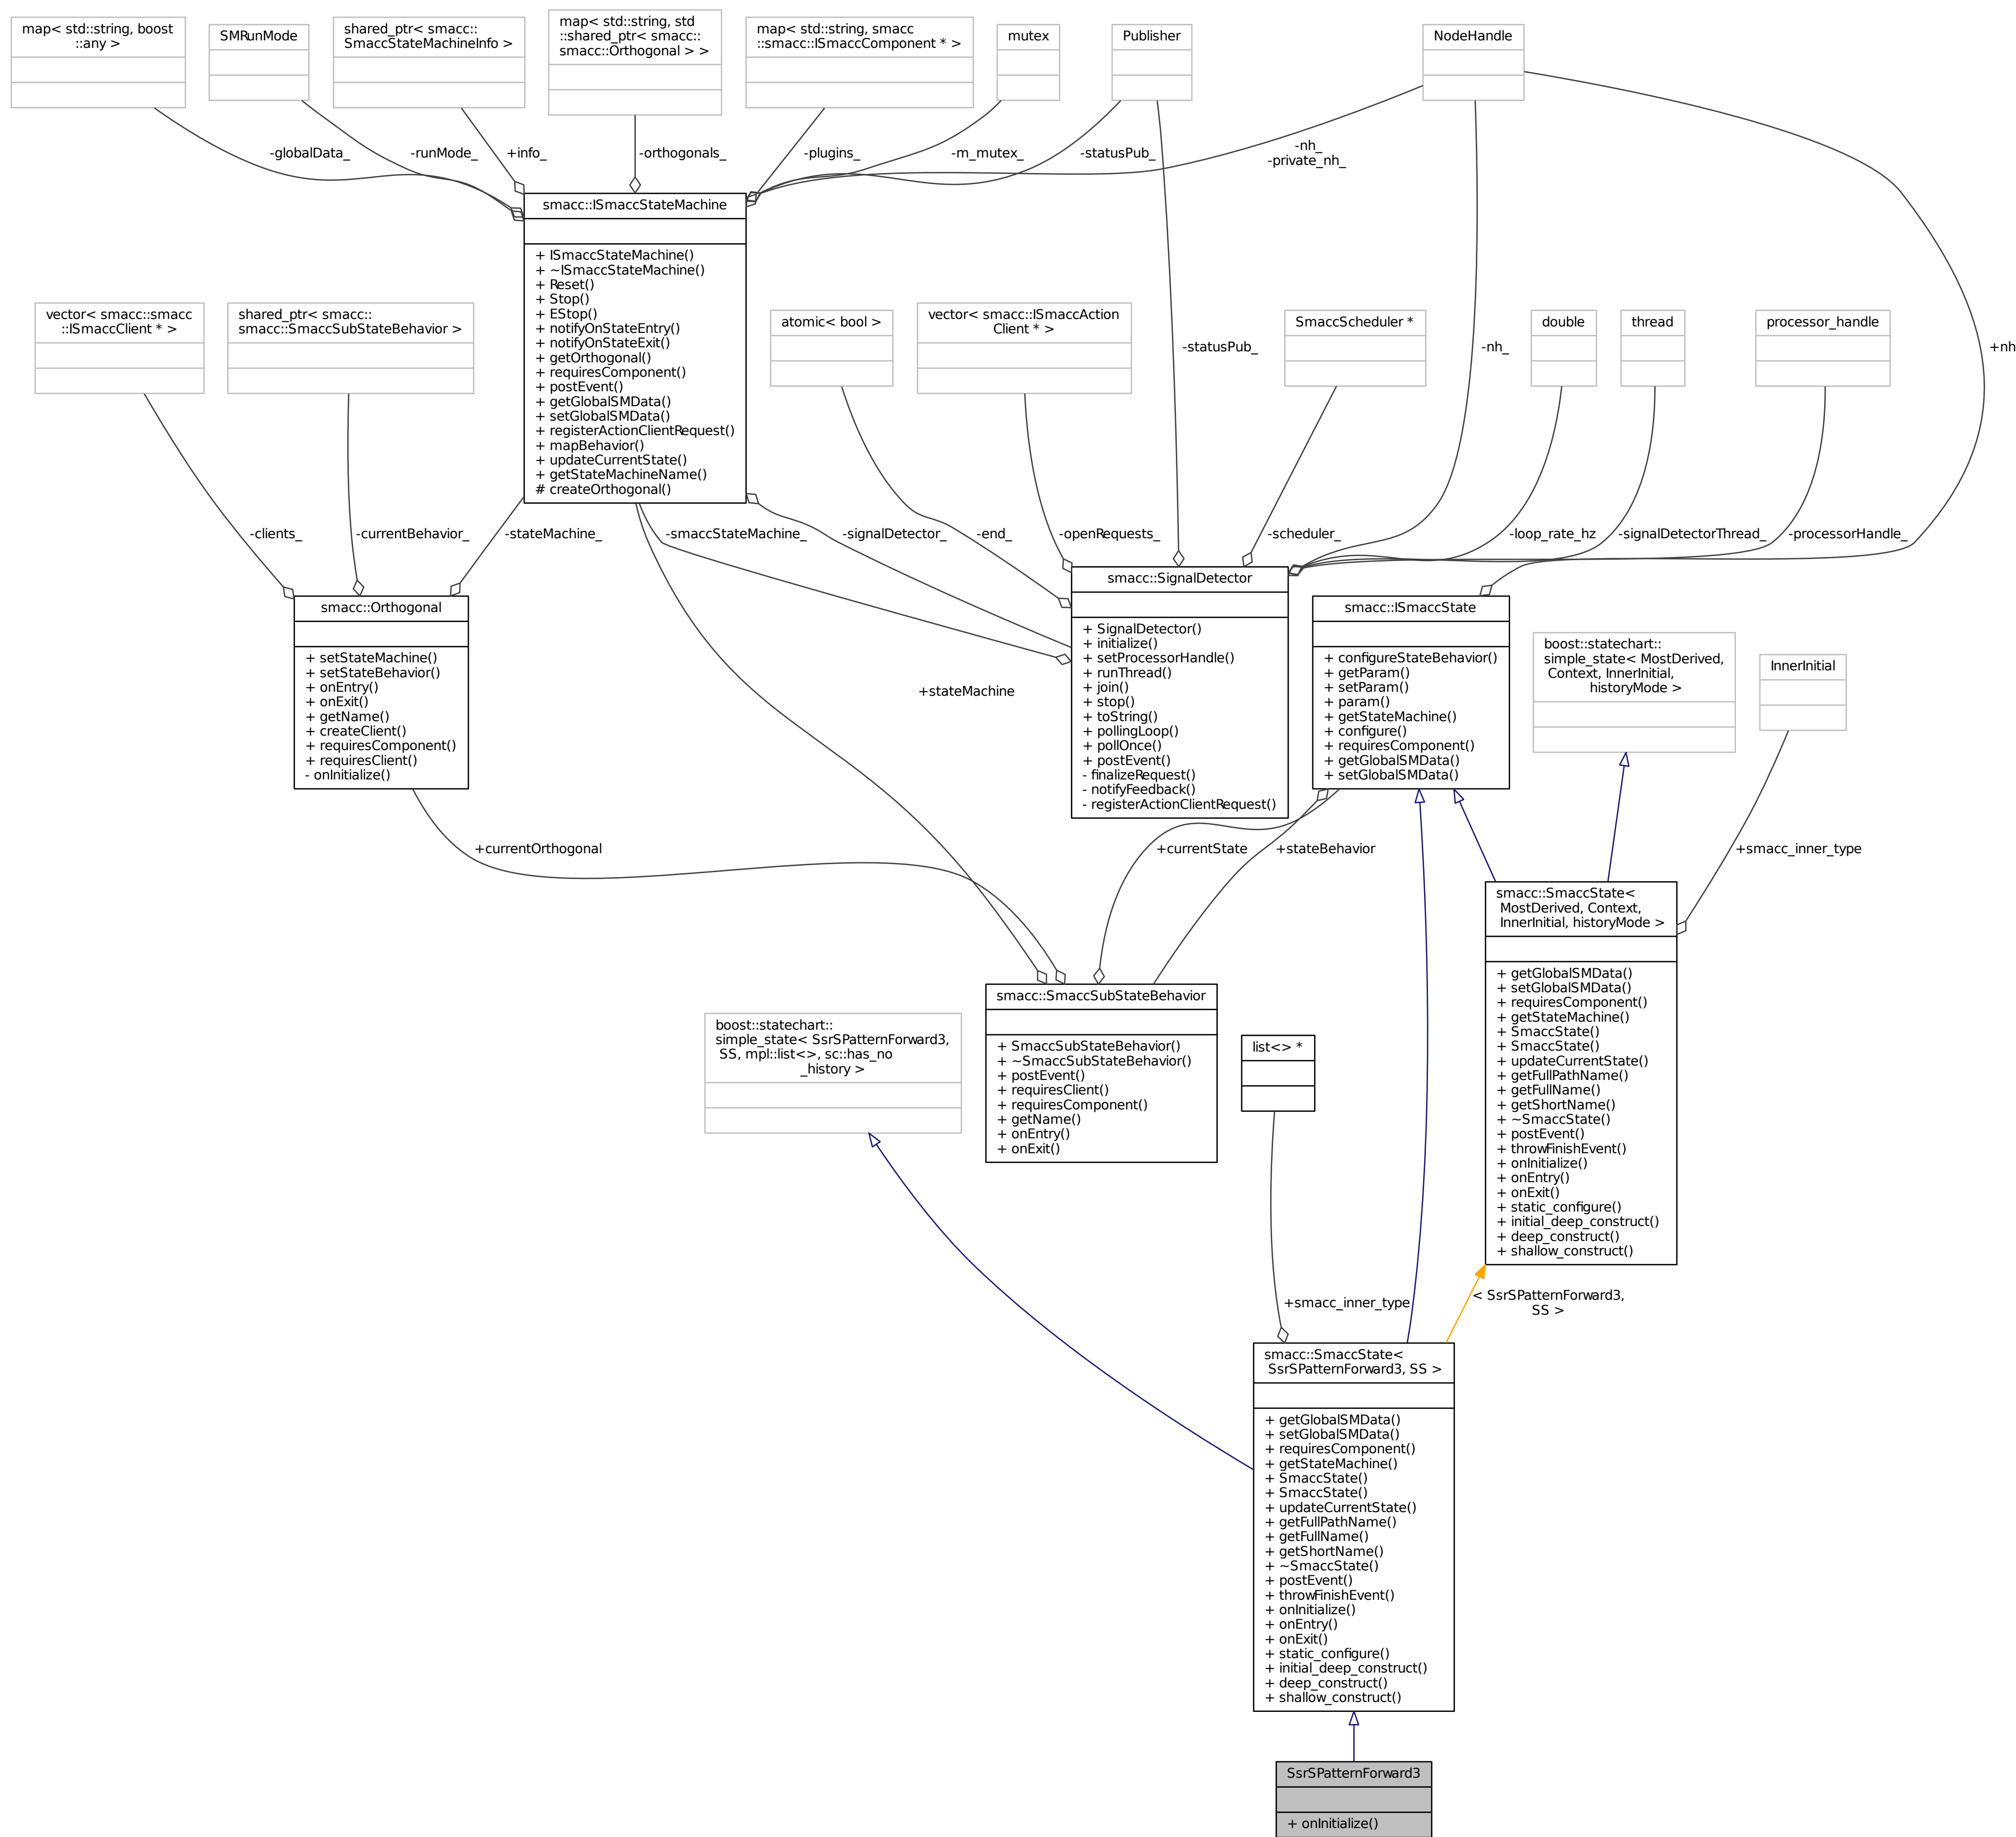 map< std::string, boost
::any >
SMRunMode
shared_ptr< smacc::
SmaccStateMachineInfo >
map< std::string, std
::shared_ptr< smacc::
smacc::Orthogonal > >
map< std::string, smacc
::smacc::ISmaccComponent * >
mutex
Publisher
NodeHandle
-globalData_
-runMode_
+info_
-orthogonals_
-plugins_
-m_mutex_
-statusPub_
-nh_
-private_nh_
smacc::ISmaccStateMachine
+ ISmaccStateMachine()
+ ~ISmaccStateMachine()
+ Reset()
+ Stop()
+ EStop()
+ notifyOnStateEntry()
+ notifyOnStateExit()
+ getOrthogonal()
+ requiresComponent()
+ postEvent()
+ getGlobalSMData()
+ setGlobalSMData()
+ registerActionClientRequest()
+ mapBehavior()
+ updateCurrentState()
+ getStateMachineName()
# createOrthogonal()
vector< smacc::smacc
::ISmaccClient * >
shared_ptr< smacc::
smacc::SmaccSubStateBehavior >
atomic< bool >
vector< smacc::ISmaccAction
Client * >
SmaccScheduler *
double
thread
processor_handle
-statusPub_
-nh_
+nh
-clients_
-currentBehavior_
-stateMachine_
-smaccStateMachine_
-signalDetector_
-end_
-openRequests_
-scheduler_
-loop_rate_hz
-signalDetectorThread_
-processorHandle_
smacc::Orthogonal
+ setStateMachine()
+ setStateBehavior()
+ onEntry()
+ onExit()
+ getName()
+ createClient()
+ requiresComponent()
+ requiresClient()
- onInitialize()
smacc::SignalDetector
+ SignalDetector()
+ initialize()
+ setProcessorHandle()
+ runThread()
+ join()
+ stop()
+ toString()
+ pollingLoop()
+ pollOnce()
+ postEvent()
- finalizeRequest()
- notifyFeedback()
- registerActionClientRequest()
smacc::ISmaccState
+ configureStateBehavior()
+ getParam()
+ setParam()
+ param()
+ getStateMachine()
+ configure()
+ requiresComponent()
+ getGlobalSMData()
+ setGlobalSMData()
boost::statechart::
simple_state< MostDerived,
Context, InnerInitial,
historyMode >
InnerInitial
+stateMachine
+currentOrthogonal
+currentState
+stateBehavior
+smacc_inner_type
smacc::SmaccState<
MostDerived, Context,
InnerInitial, historyMode >
+ getGlobalSMData()
+ setGlobalSMData()
+ requiresComponent()
+ getStateMachine()
+ SmaccState()
+ SmaccState()
+ updateCurrentState()
+ getFullPathName()
+ getFullName()
+ getShortName()
+ ~SmaccState()
+ postEvent()
+ throwFinishEvent()
+ onInitialize()
+ onEntry()
+ onExit()
+ static_configure()
+ initial_deep_construct()
+ deep_construct()
+ shallow_construct()
smacc::SmaccSubStateBehavior
+ SmaccSubStateBehavior()
+ ~SmaccSubStateBehavior()
+ postEvent()
+ requiresClient()
+ requiresComponent()
+ getName()
+ onEntry()
+ onExit()
boost::statechart::
simple_state< SsrSPatternForward3,
SS, mpl::list<>, sc::has_no
_history >
list<> *
+smacc_inner_type
< SsrSPatternForward3,
SS >
smacc::SmaccState<
SsrSPatternForward3, SS >
+ getGlobalSMData()
+ setGlobalSMData()
+ requiresComponent()
+ getStateMachine()
+ SmaccState()
+ SmaccState()
+ updateCurrentState()
+ getFullPathName()
+ getFullName()
+ getShortName()
+ ~SmaccState()
+ postEvent()
+ throwFinishEvent()
+ onInitialize()
+ onEntry()
+ onExit()
+ static_configure()
+ initial_deep_construct()
+ deep_construct()
+ shallow_construct()
SsrSPatternForward3
+ onInitialize()